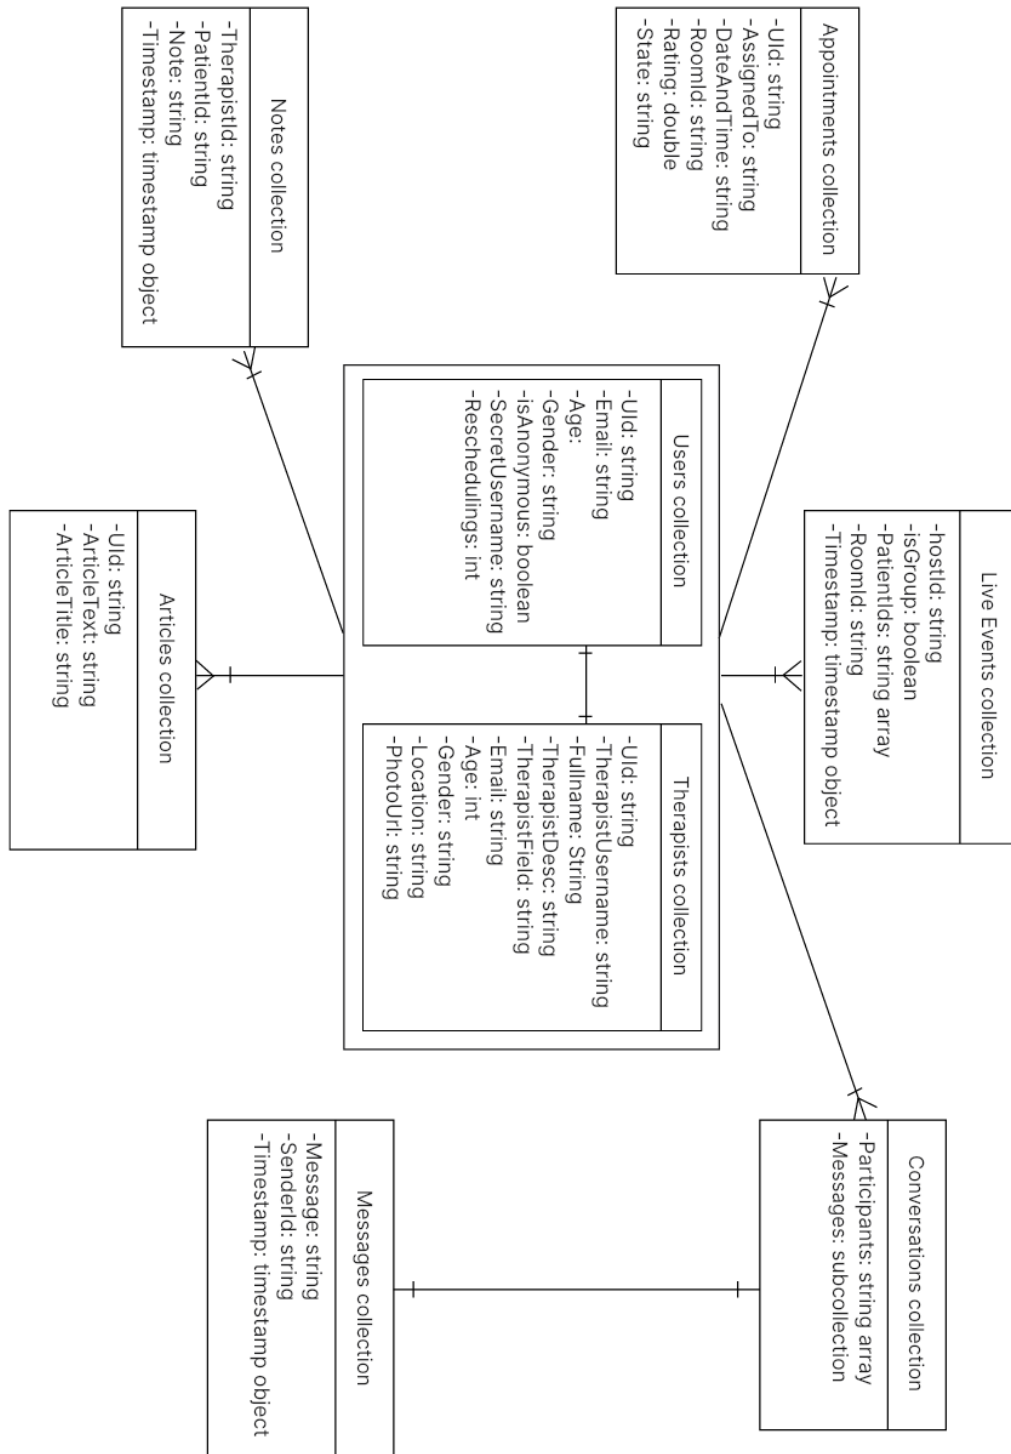 Appointments collection
-UId: string
-AssignedTo: string
-DateAndTime: string
-RoomId: string
-Rating: double
-State: string
Live Events collection
-hostId: string
-isGroup: boolean
-PatientIds: string array
-RoomId: string
-Timestamp: timestamp object
Conversations collection
-Participants: string array
-Messages: subcollection
Users collection
-UId: string
-Email: string
-Age:
-Gender: string
-isAnonymous: boolean
-SecretUsername: string
-Reschedulings: int
Therapists collection
-UId: string
-TherapistUsername: string
-Fullname: String
-TherapistDesc: string
-TherapistField: string
-Email: string
-Age: int
-Gender: string
-Location: string
-PhotoUrl: string
Notes collection
-TherapistId: string
-PatientId: string
-Note: string
-Timestamp: timestamp object
Articles collection
-UId: string
-ArticleText: string
-ArticleTitle: string
Messages collection
-Message: string
-SenderId: string
-Timestamp: timestamp object